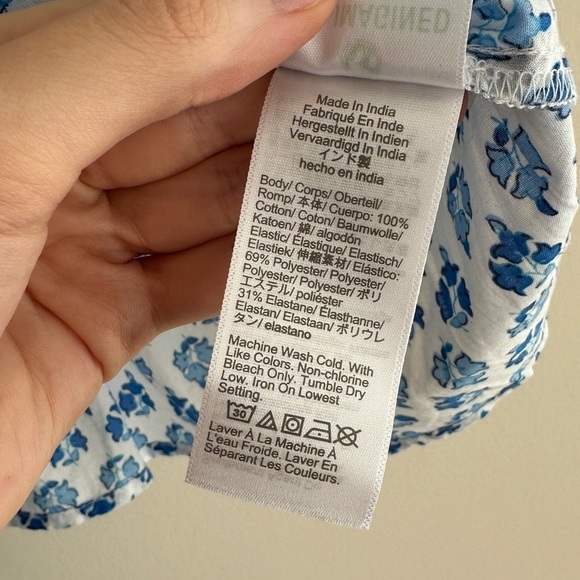 IMAGINED
Made In India
Fabriqué En Inde
Hergestellt In Indien
Vervaardigd In India
インド製
hecho en india
Body/ Corps/ Oberteil/
Romp/ 本体/ Cuerpo: 100%
Cotton/ Coton/ Baumwolle/
Katoen/ 綿/ algodón
Elastic/ Élastique/ Elastisch/
Elastiek/ 伸縮素材/ Elástico:
69% Polyester/ Polyester/
Polyester/ Polyester/ ポリ
エステル/ poliéster
31% Elastane/ Élasthanne/
Elastan/ Elastaan/ ポリウレ
タン/ elastano
Machine Wash Cold. With
Like Colors. Non-chlorine
Bleach Only. Tumble Dry
Low. Iron On Lowest
Setting.
30
Laver À La Machine À
L'eau Froide. Laver En
Séparant Les Couleurs.